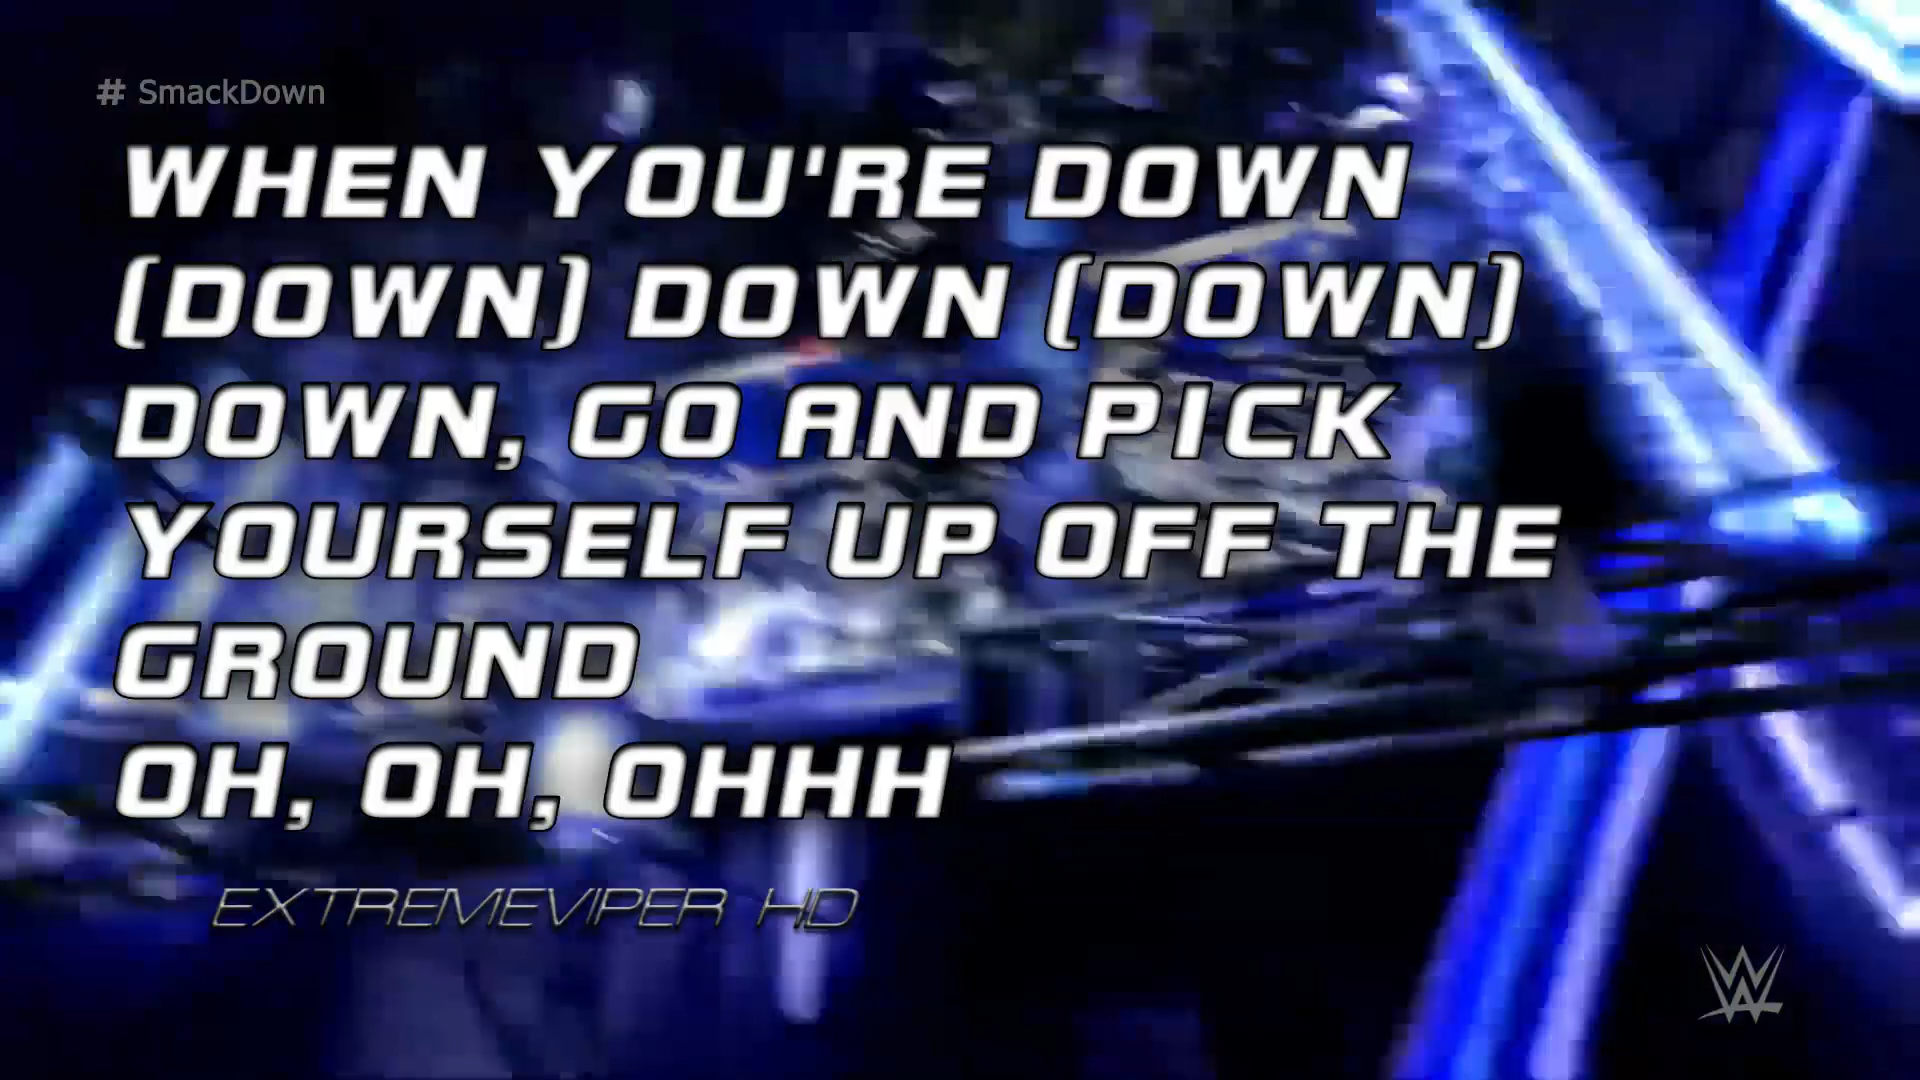 # SmackDown
WHEN YOU'RE DOWN
(DOWN) DOWN (DOWN)
DOWN, GO AND PICK
YOURSELF UP OFF THE
GROUND
OH, OH, OHHH
EXTREMEVIPER HD
W